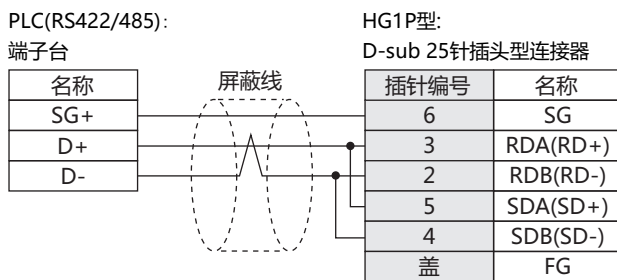 PLC(RS422/485): HG1P型:
端子台 D-sub 25针插头型连接器
名称 屏蔽线 插针编号 名称
SG+ 6 SG
D+ 3 RDA(RD+)
D- 2 RDB(RD-)
5 SDA(SD+)
4 SDB(SD-)
盖 FG